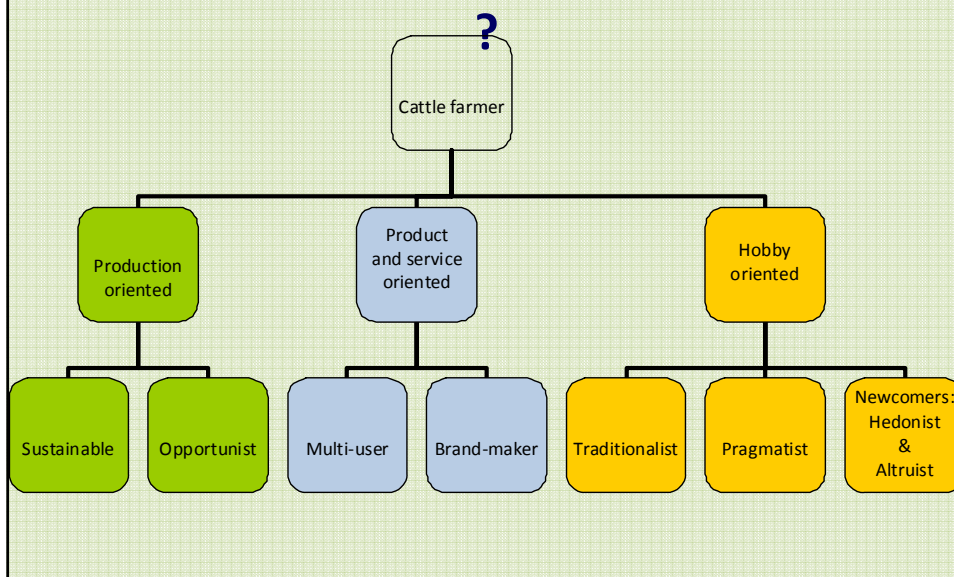 ?
Cattle farmer
Production
oriented
Product
and service
oriented
Hobby
oriented
Sustainable
Opportunist
Multi-user
Brand-maker
Traditionalist
Pragmatist
Newcomers:
Hedonist
&
Altruist